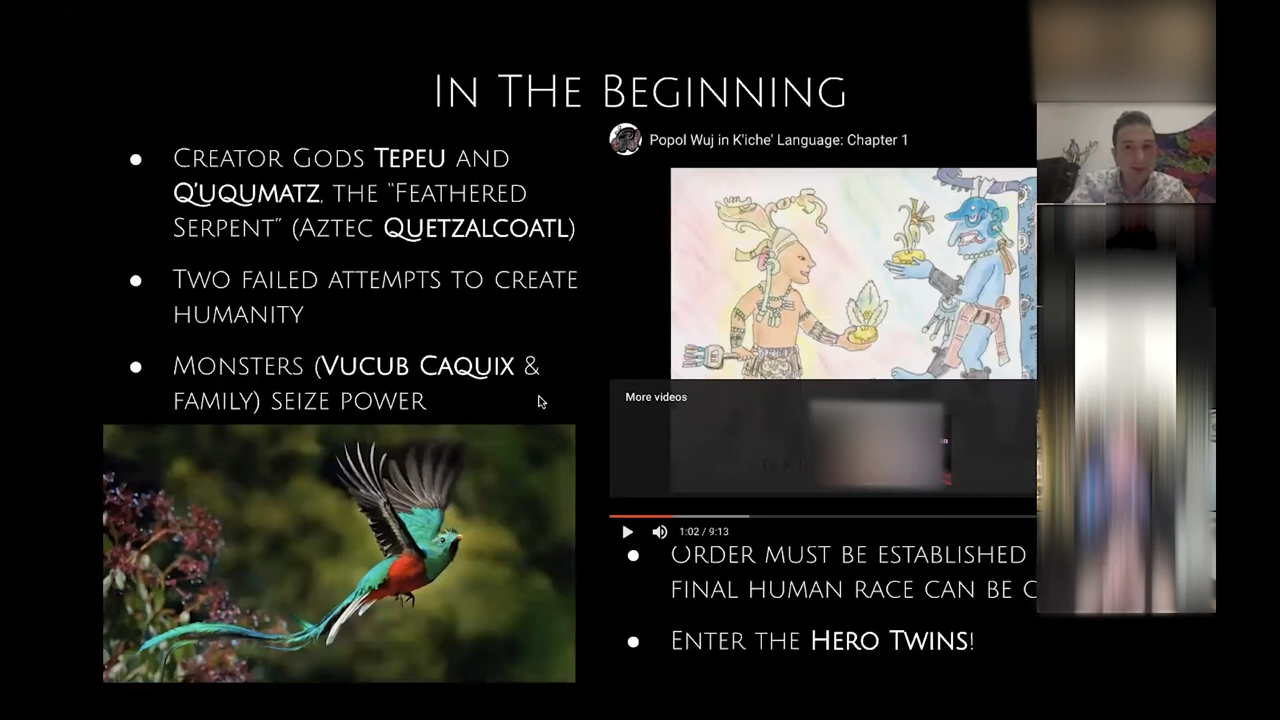 In The Beginning
● Creator Gods Tepeu and
Q'uqumatz, the "Feathered
Serpent" (Aztec Quetzalcoatl)
● Two failed attempts to create
humanity
● Monsters (Vucub Caquix &
family) seize power
Popol Wuj in K'iche' Language: Chapter 1
More videos
1:02 / 9:13
● Order must be established
final human race can be
● Enter the Hero Twins!